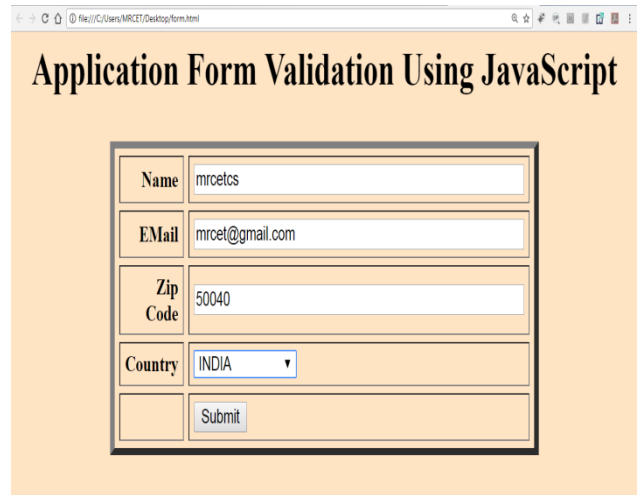 file:///C:/Users/MRCET/Desktop/form.html
Application Form Validation Using JavaScript
Name mrcetcs
EMail mrcet@gmail.com
Zip
Code 50040
Country INDIA
Submit